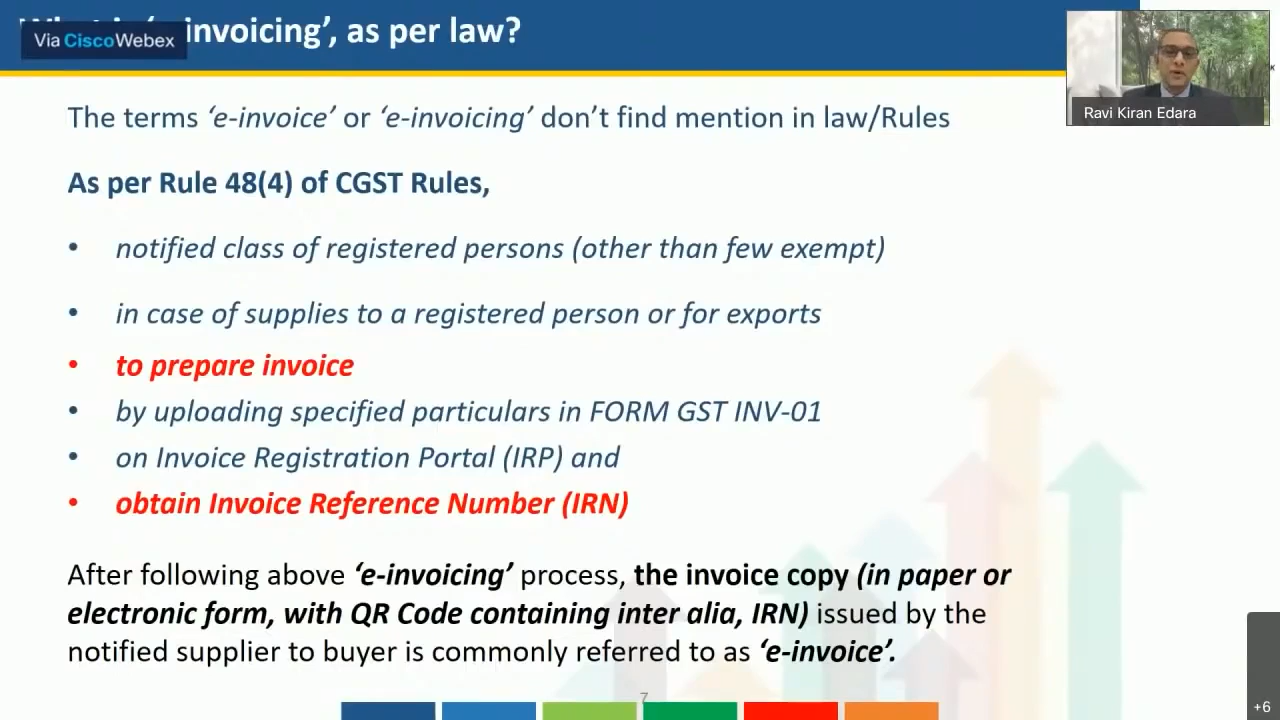 invoicing’, as per law?
Via CiscoWebex
Ravi Kiran Edara
The terms ‘e-invoice’ or ‘e-invoicing’ don’t find mention in law/Rules
As per Rule 48(4) of CGST Rules,
• notified class of registered persons (other than few exempt)
• in case of supplies to a registered person or for exports
• to prepare invoice
• by uploading specified particulars in FORM GST INV-01
• on Invoice Registration Portal (IRP) and
• obtain Invoice Reference Number (IRN)
After following above ‘e-invoicing’ process, the invoice copy (in paper or
electronic form, with QR Code containing inter alia, IRN) issued by the
notified supplier to buyer is commonly referred to as ‘e-invoice’.
7
+6